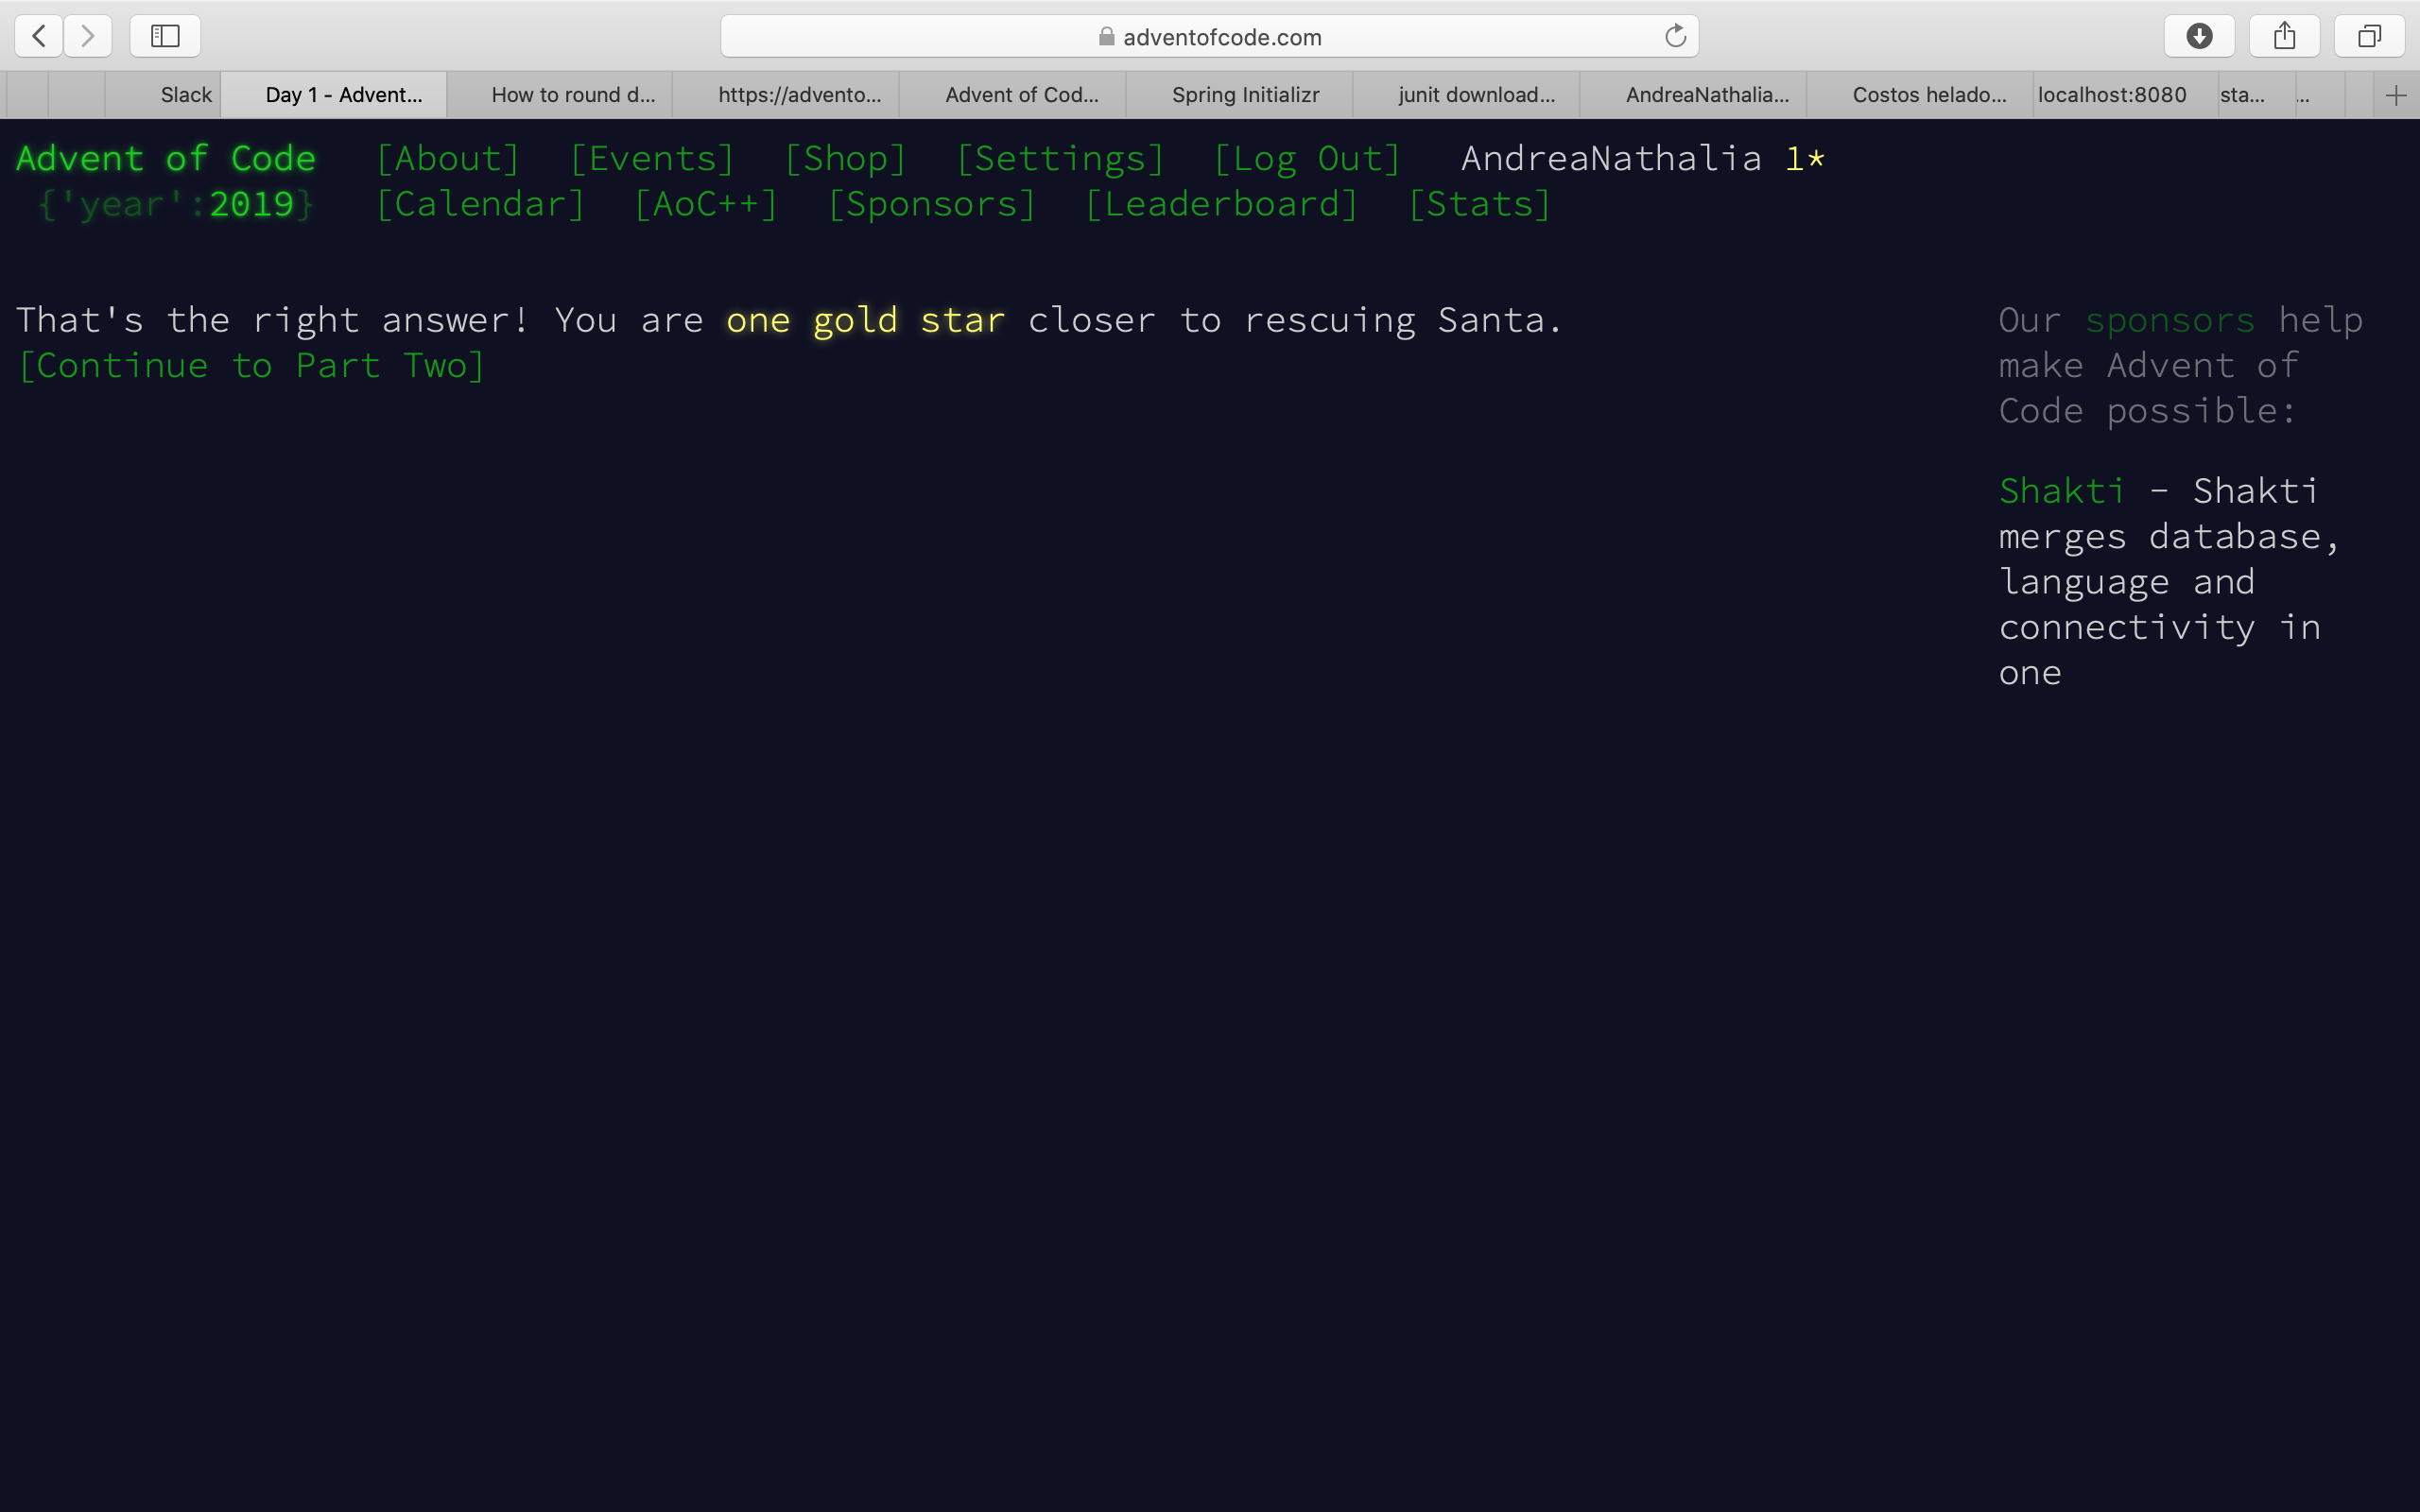 adventofcode.com
Slack
Day 1 - Advent...
How to round d...
https://advento...
Advent of Cod...
Spring Initializr
junit download...
AndreaNathalia...
Costos helado...
localhost:8080
sta...
...
Advent of Code [About] [Events] [Shop] [Settings] [Log Out] AndreaNathalia 1*
{'year':2019} [Calendar] [AoC++] [Sponsors] [Leaderboard] [Stats]
That's the right answer! You are one gold star closer to rescuing Santa.
[Continue to Part Two]
Our sponsors help
make Advent of
Code possible:
Shakti - Shakti
merges database,
language and
connectivity in
one